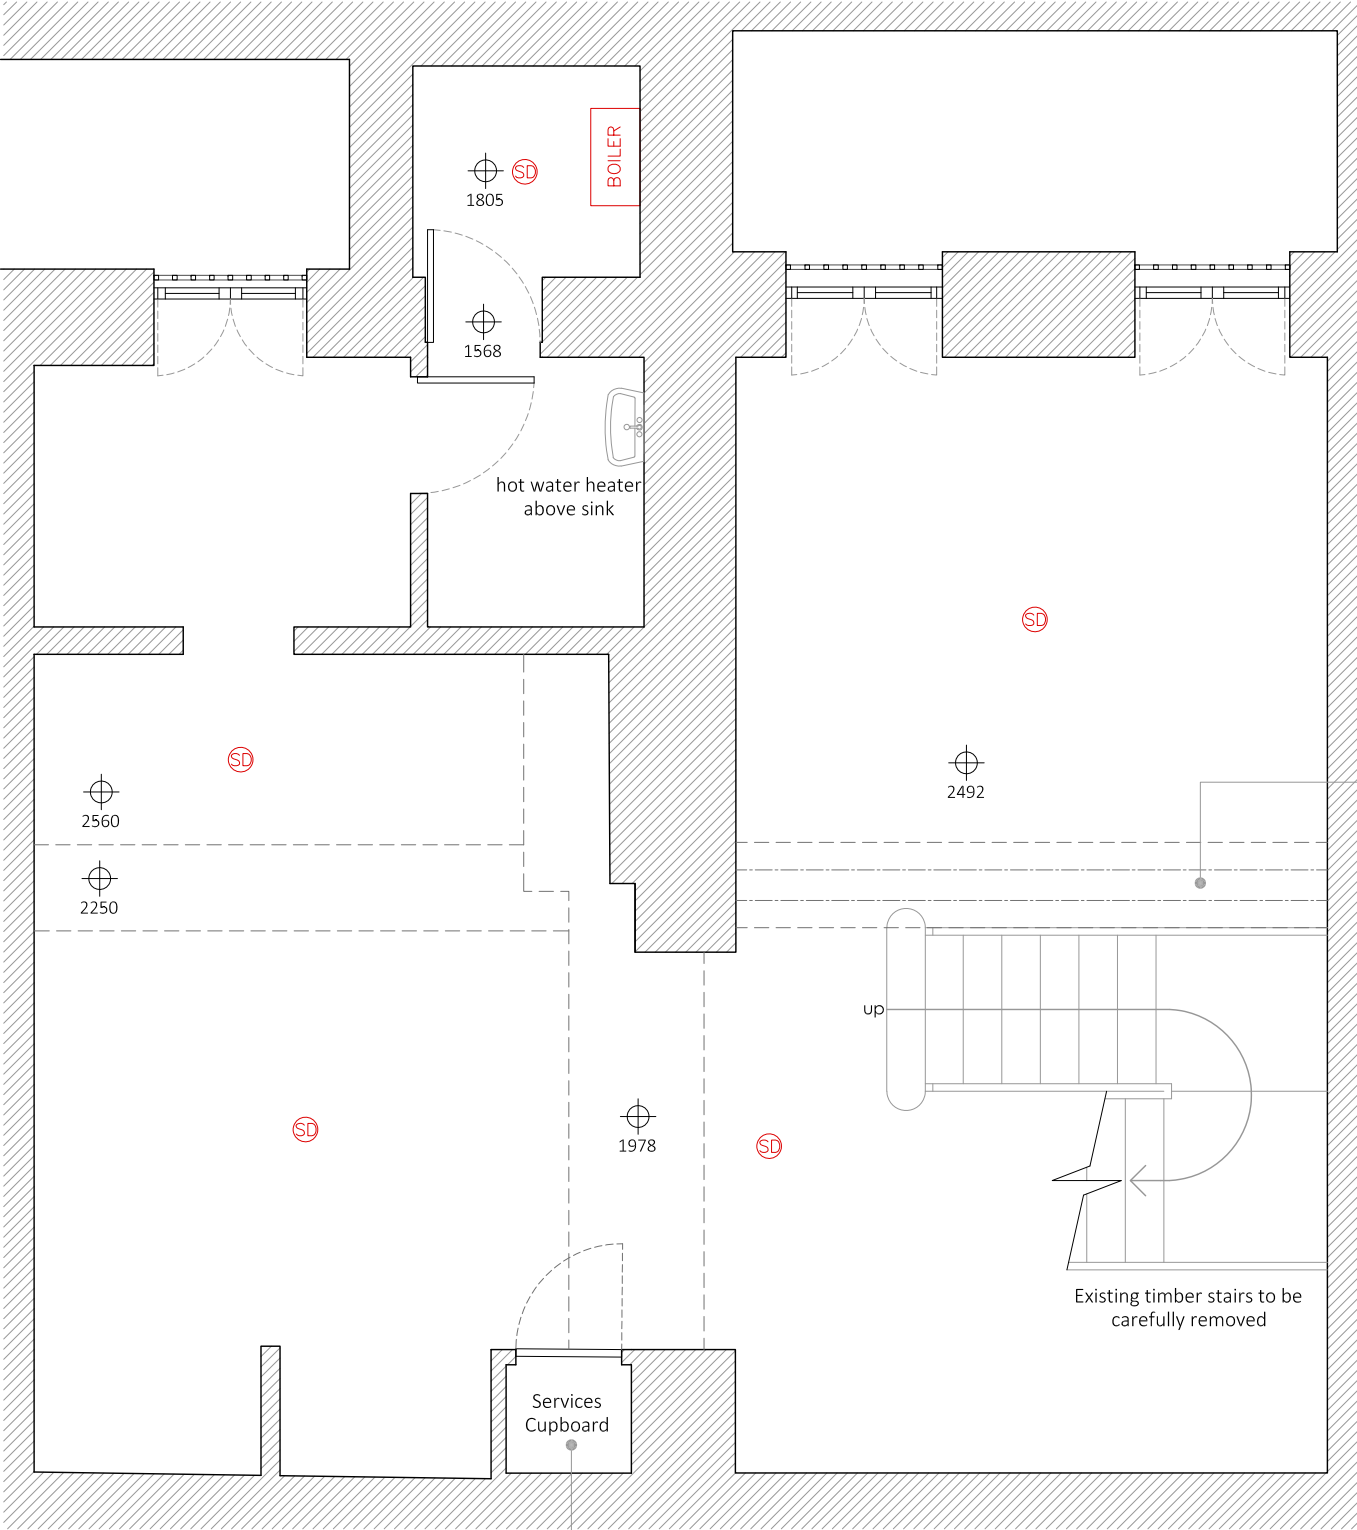 BOILER
SD
1805
1568
hot water heater
above sink
SD
SD
2560
2492
2250
up
SD
1978
SD
Existing timber stairs to be
carefully removed
Services
Cupboard